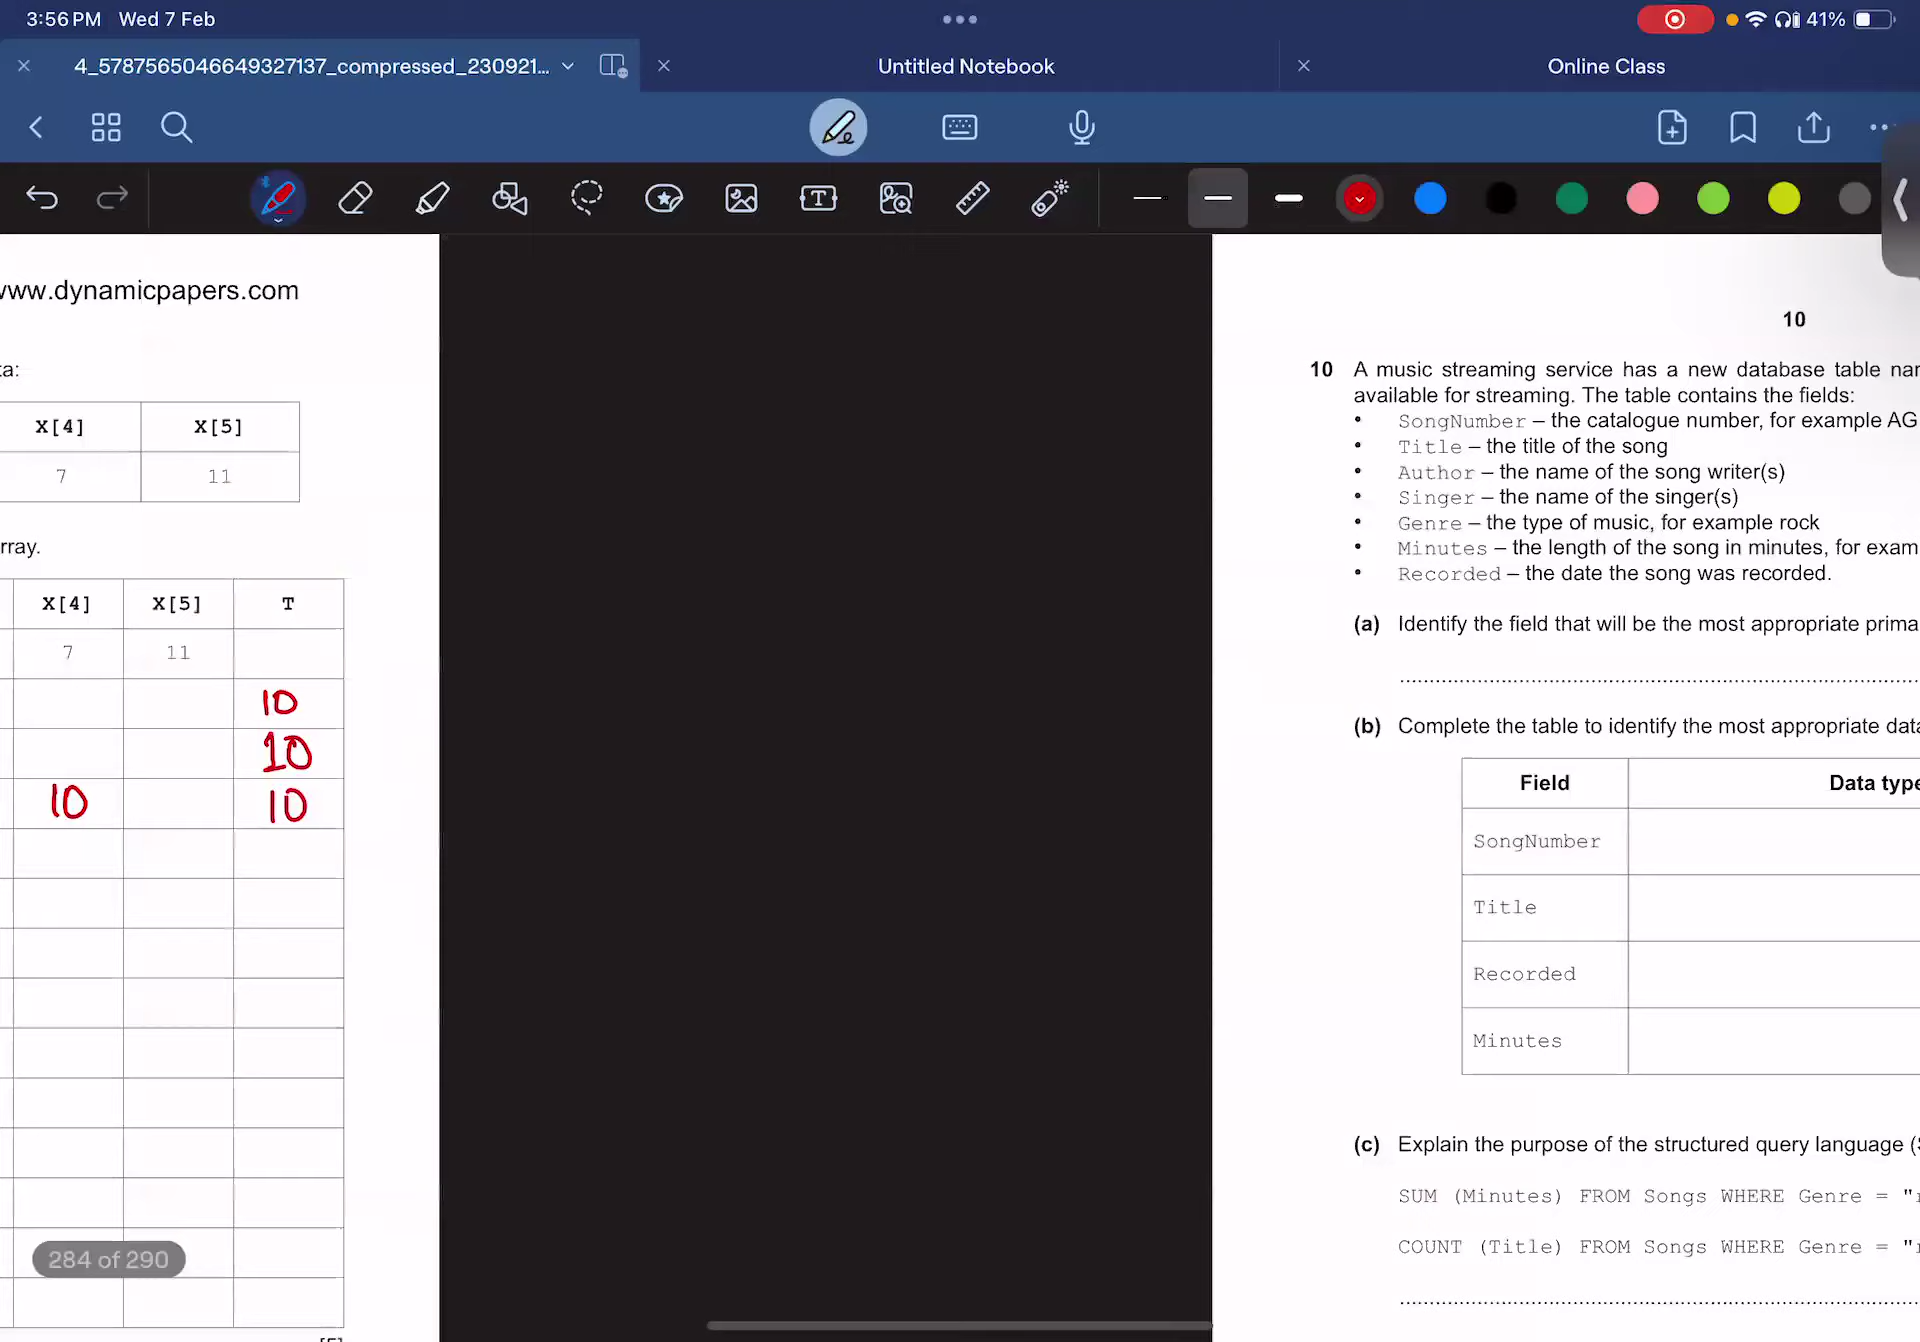 3:56 PM Wed 7 Feb
41%
4_5787565046649327137_compressed_230921...
Untitled Notebook
Online Class
www.dynamicpapers.com
ta:
X[4] X[5]
7 11
rray.
X[4] X[5] T
7 11
10
10
10 10
284 of 290
10
10 A music streaming service has a new database table nar
available for streaming. The table contains the fields:
• SongNumber – the catalogue number, for example AG
• Title – the title of the song
• Author – the name of the song writer(s)
• Singer – the name of the singer(s)
• Genre – the type of music, for example rock
• Minutes – the length of the song in minutes, for exam
• Recorded – the date the song was recorded.
(a) Identify the field that will be the most appropriate prima
(b) Complete the table to identify the most appropriate data
Field Data type
SongNumber
Title
Recorded
Minutes
(c) Explain the purpose of the structured query language (S
SUM (Minutes) FROM Songs WHERE Genre = "r
COUNT (Title) FROM Songs WHERE Genre = "r